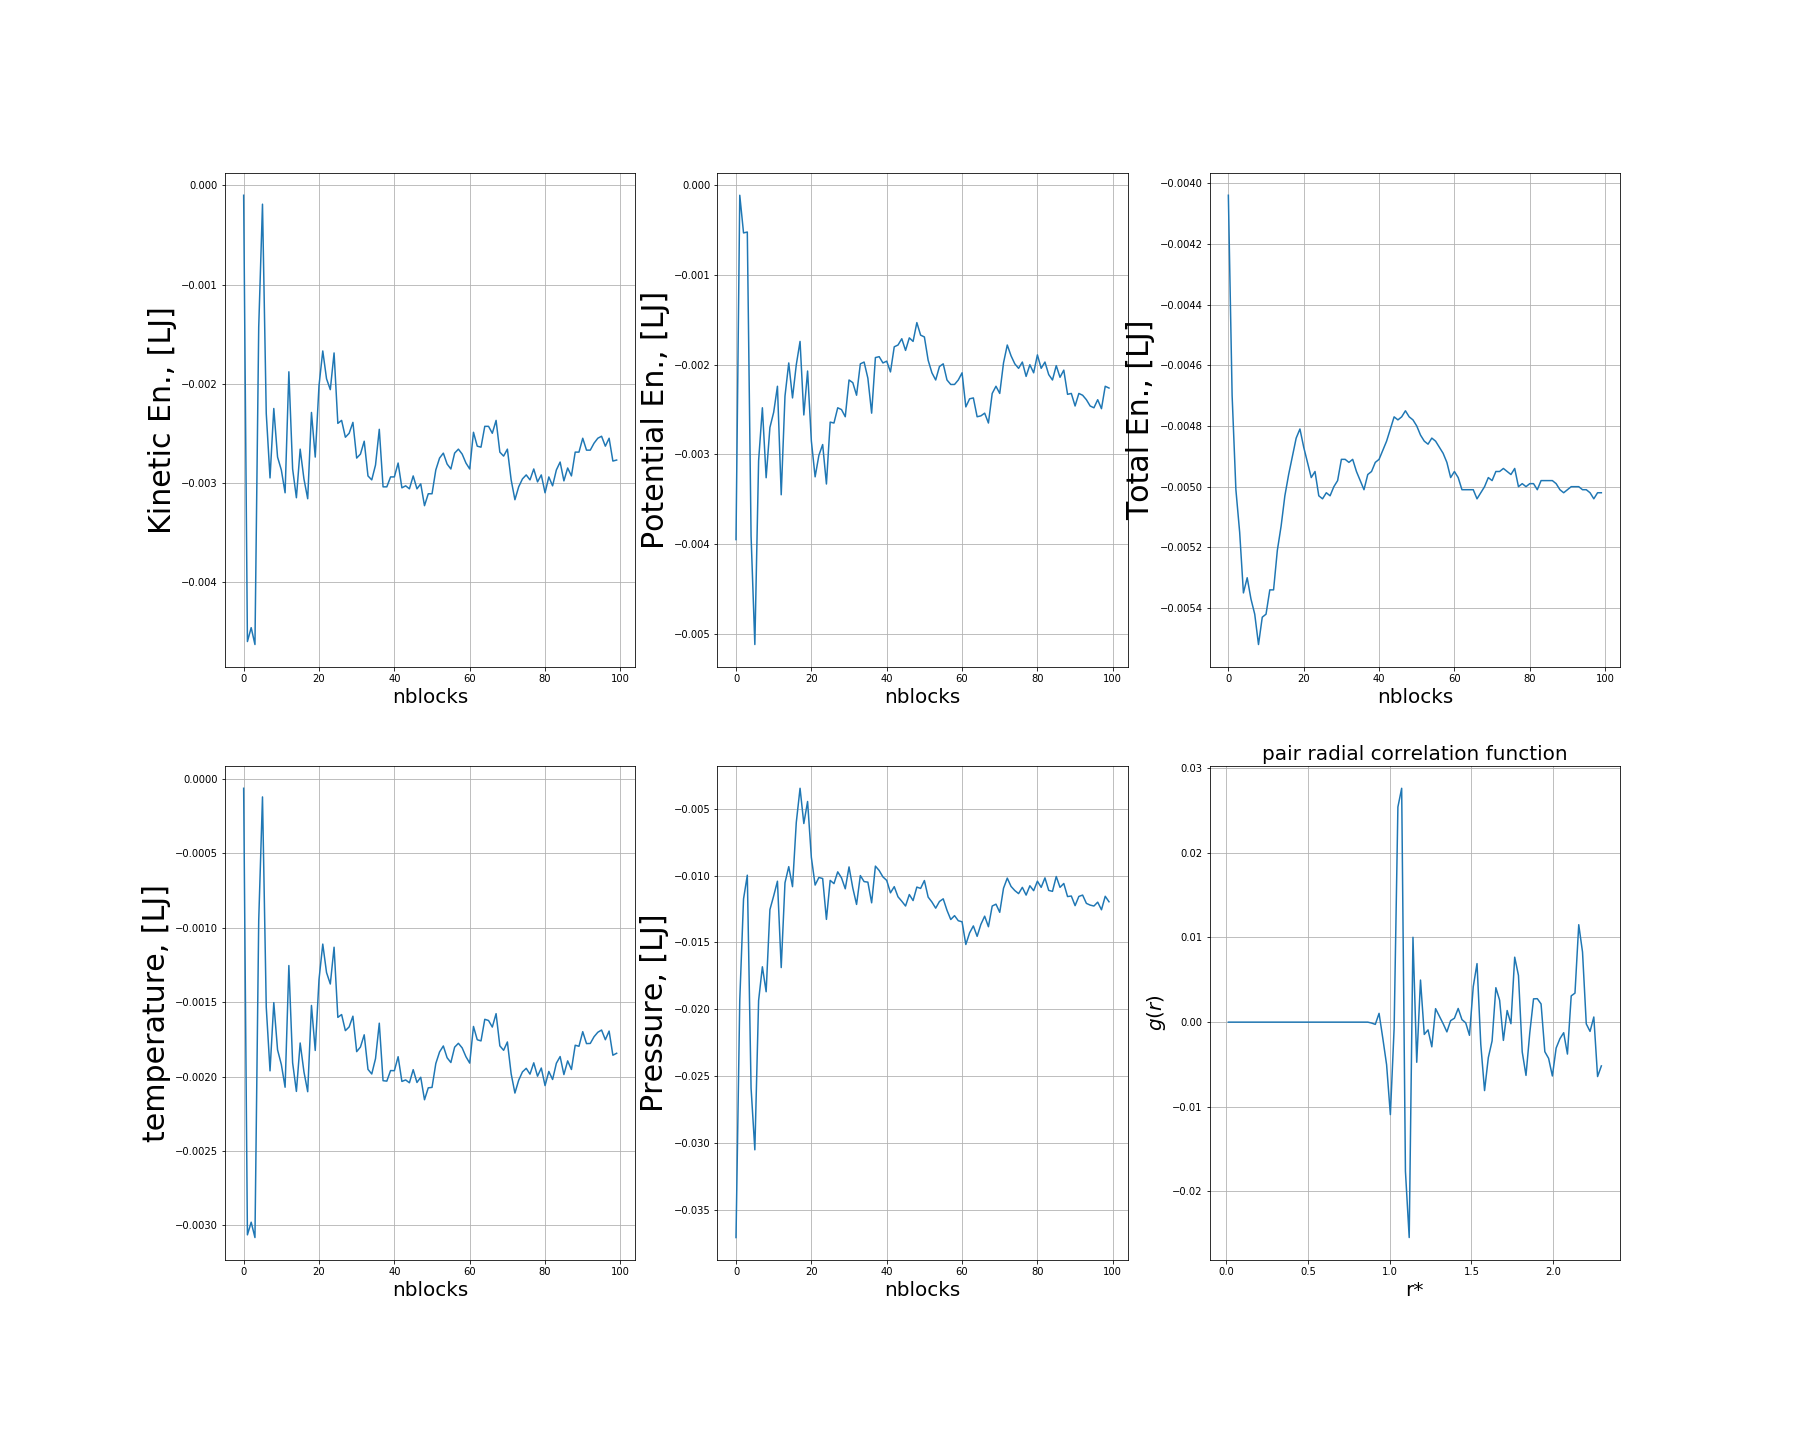 Kinetic En., [LJ]
0.000
−0.001
−0.002
−0.003
−0.004
0 20 40 60 80 100
nblocks
Potential En., [LJ]
0.000
−0.001
−0.002
−0.003
−0.004
−0.005
0 20 40 60 80 100
nblocks
Total En., [LJ]
−0.0040
−0.0042
−0.0044
−0.0046
−0.0048
−0.0050
−0.0052
−0.0054
0 20 40 60 80 100
nblocks
temperature, [LJ]
0.0000
−0.0005
−0.0010
−0.0015
−0.0020
−0.0025
−0.0030
0 20 40 60 80 100
nblocks
Pressure, [LJ]
−0.005
−0.010
−0.015
−0.020
−0.025
−0.030
−0.035
0 20 40 60 80 100
nblocks
pair radial correlation function
g(r)
0.03
0.02
0.01
0.00
−0.01
−0.02
0.0 0.5 1.0 1.5 2.0
r*